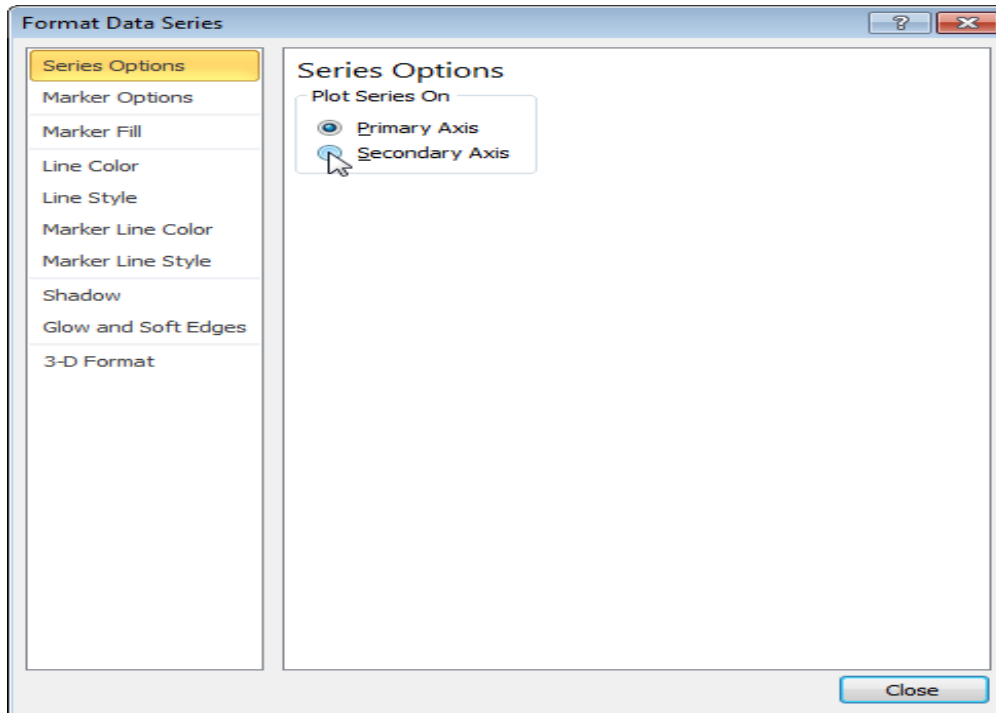 Format Data Series
?
Series Options
Marker Options
Marker Fill
Line Color
Line Style
Marker Line Color
Marker Line Style
Shadow
Glow and Soft Edges
3-D Format
Series Options
Plot Series On
Primary Axis
Secondary Axis
Close